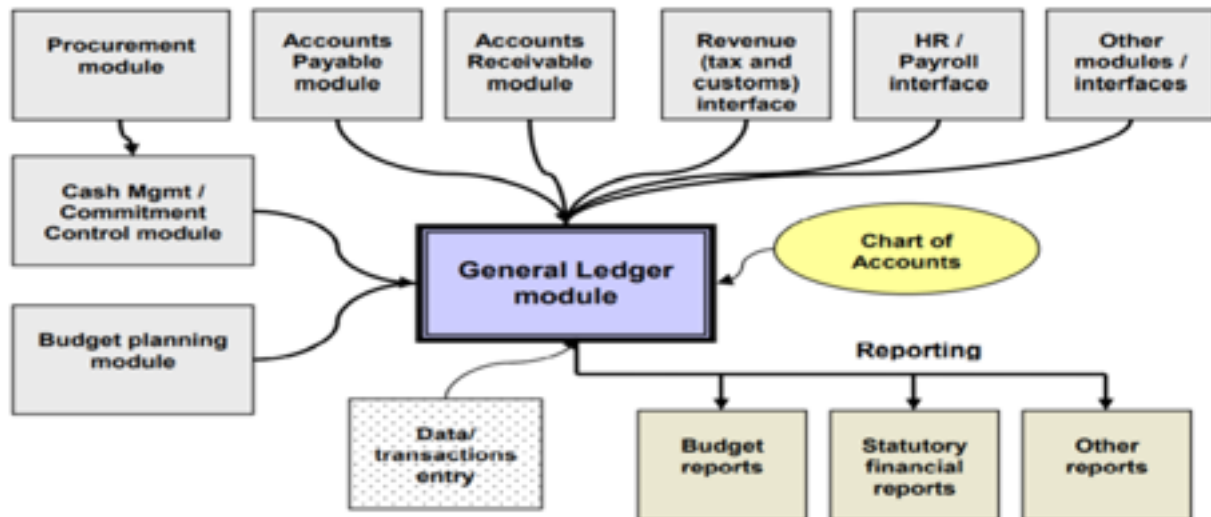 Procurement
module
Accounts
Payable
module
Accounts
Receivable
module
Revenue
(tax and
customs)
interface
HR /
Payroll
interface
Other
modules /
interfaces
Cash Mgmt /
Commitment
Control module
General Ledger
module
Chart of
Accounts
Budget planning
module
Reporting
Data/
transactions
entry
Budget
reports
Statutory
financial
reports
Other
reports